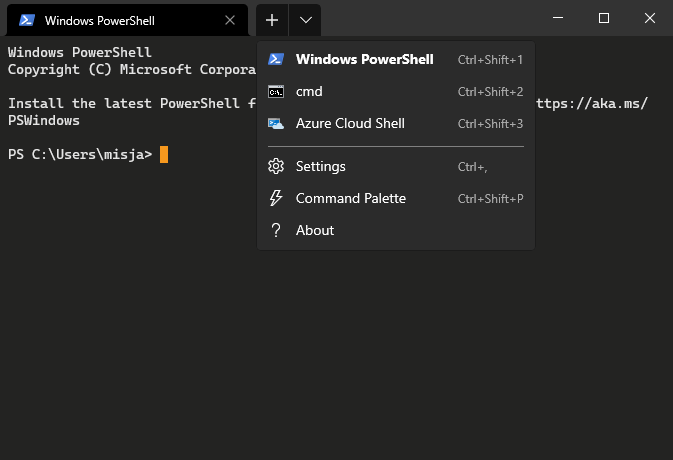 Windows PowerShell
Windows PowerShell
Copyright (C) Microsoft Corpora
Install the latest PowerShell f
ttps://aka.ms/
PSWindows
PS C:\Users\misja>
Windows PowerShell Ctrl+Shift+1
cmd Ctrl+Shift+2
Azure Cloud Shell Ctrl+Shift+3
Settings Ctrl+,
Command Palette Ctrl+Shift+P
About